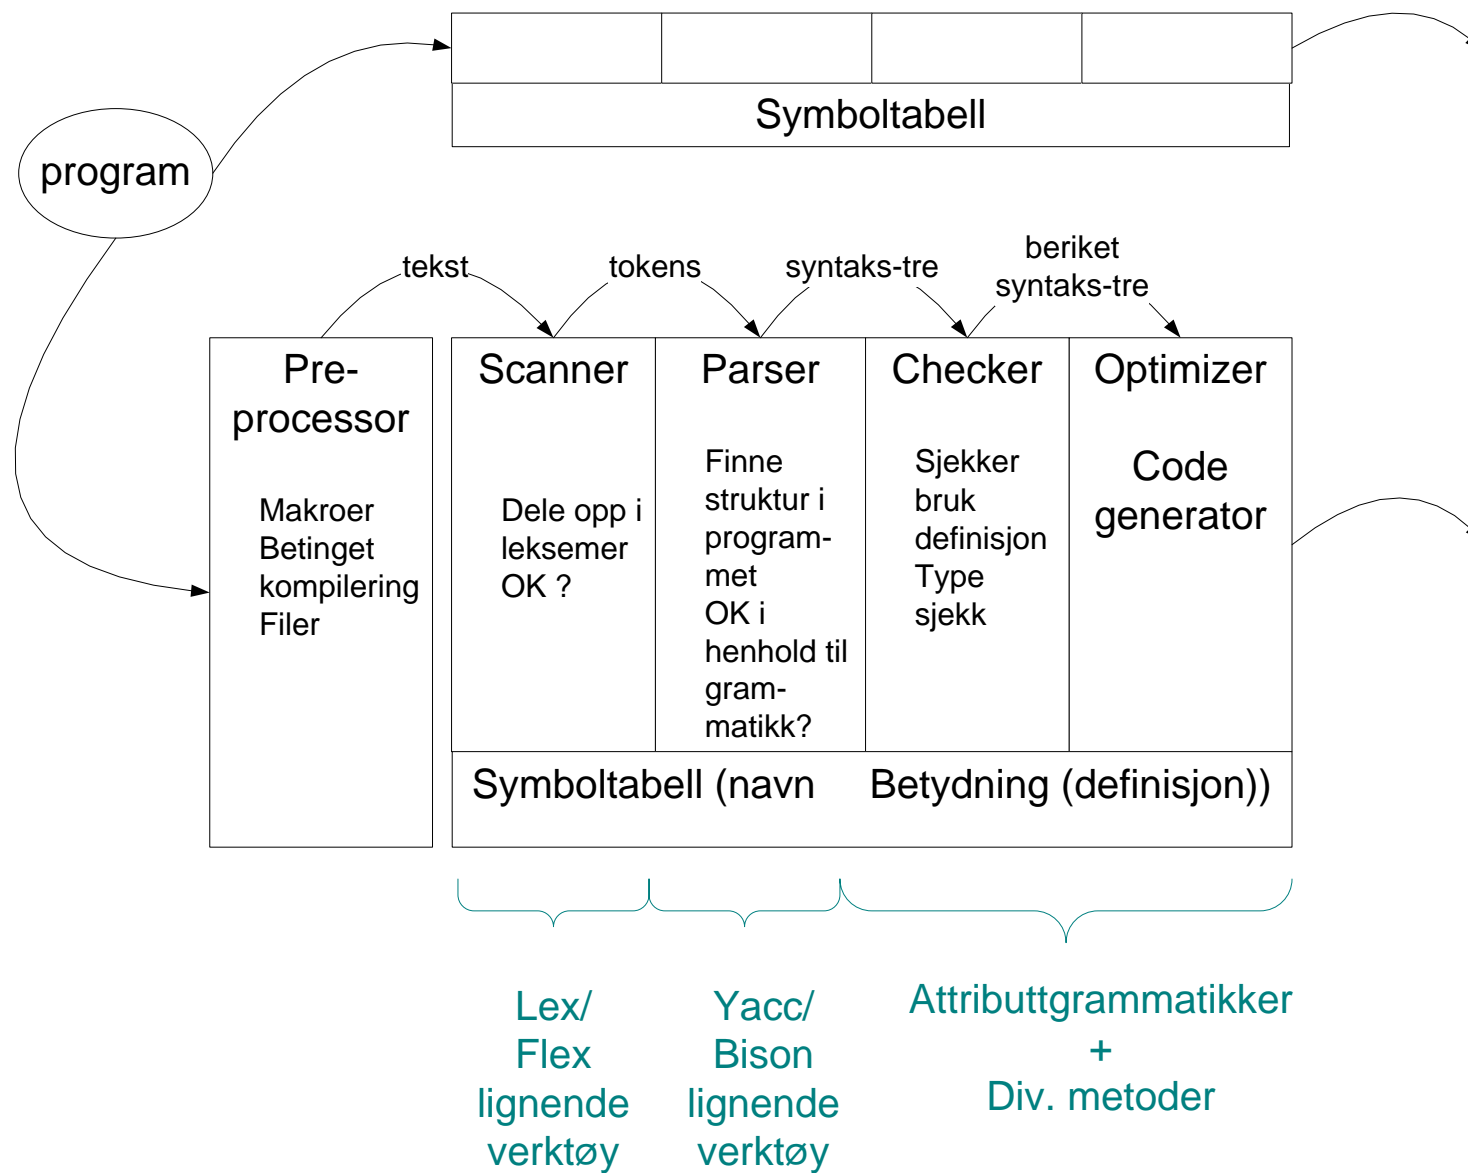 Symboltabell
program
tekst
tokens
syntaks-tre
beriket
syntaks-tre
Pre-
processor
Makroer
Betinget
kompilering
Filer
Scanner
Dele opp i
leksemer
OK ?
Parser
Finne
struktur i
program-
met
OK i
henhold til
gram-
matikk?
Checker
Sjekker
bruk
definisjon
Type
sjekk
Optimizer
Code
generator
Symboltabell (navn Betydning (definisjon))
Lex/
Flex
lignende
verktøy
Yacc/
Bison
lignende
verktøy
Attributtgrammatikker
+
Div. metoder